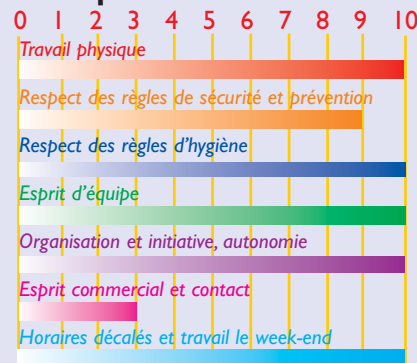 0 1 2 3 4 5 6 7 8 9 10
Travail physique
Respect des règles de sécurité et prévention
Respect des règles d'hygiène
Esprit d'équipe
Organisation et initiative, autonomie
Esprit commercial et contact
Horaires décalés et travail le week-end